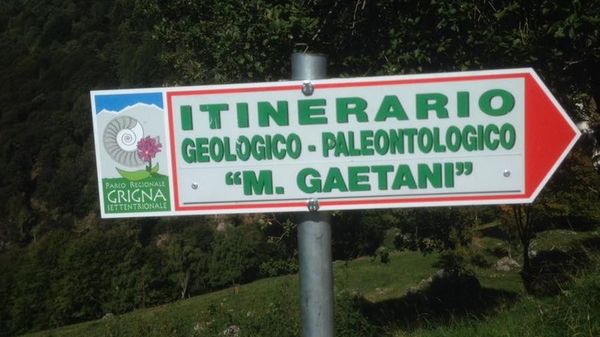 ITINERARIO
GEOLOGICO - PALEONTOLOGICO
“M. GAETANI”
PARCO REGIONALE
GRIGNA
SETTENTRIONALE